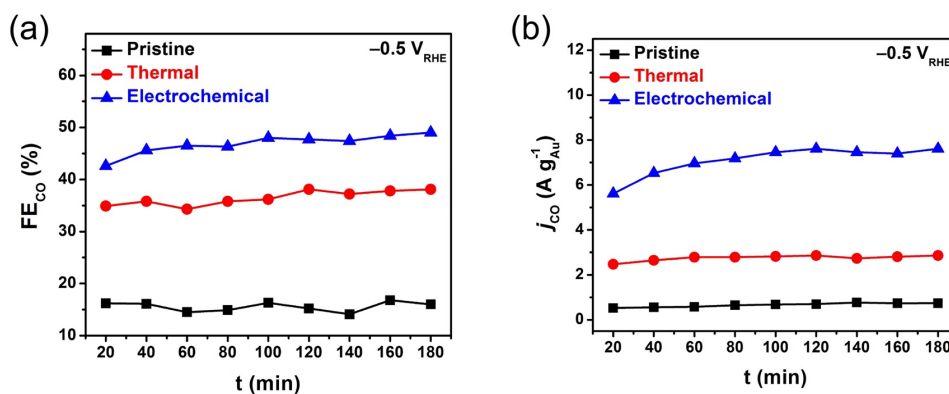 (a)
Pristine
Thermal
Electrochemical
–0.5 V_RHE
FE_CO (%)
60
50
40
30
20
10
20 40 60 80 100 120 140 160 180
t (min)
(b)
Pristine
Thermal
Electrochemical
–0.5 V_RHE
j_CO (A g⁻¹_Au)
12
10
8
6
4
2
0
20 40 60 80 100 120 140 160 180
t (min)